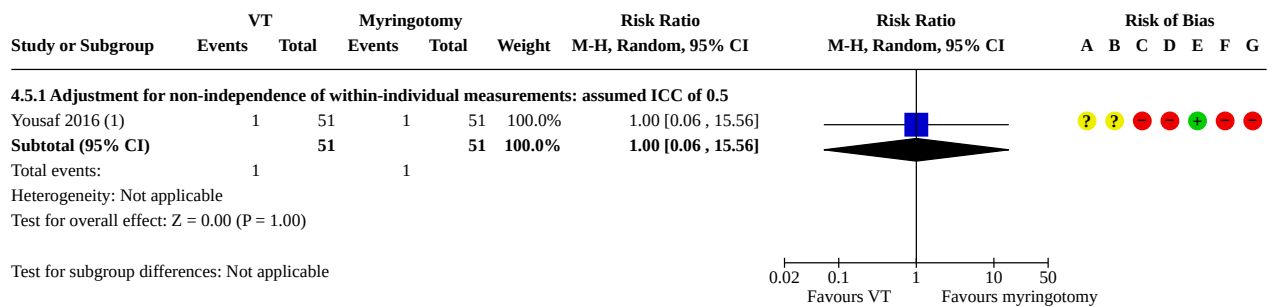 VT Myringotomy Risk Ratio Risk Ratio Risk of Bias
Study or Subgroup Events Total Events Total Weight M-H, Random, 95% CI M-H, Random, 95% CI A B C D E F G
4.5.1 Adjustment for non-independence of within-individual measurements: assumed ICC of 0.5
Yousaf 2016 (1) 1 51 1 51 100.0% 1.00 [0.06 , 15.56] ? ? − − + − −
Subtotal (95% CI) 51 51 100.0% 1.00 [0.06 , 15.56]
Total events: 1 1
Heterogeneity: Not applicable
Test for overall effect: Z = 0.00 (P = 1.00)
Test for subgroup differences: Not applicable
0.02 0.1 1 10 50
Favours VT Favours myringotomy